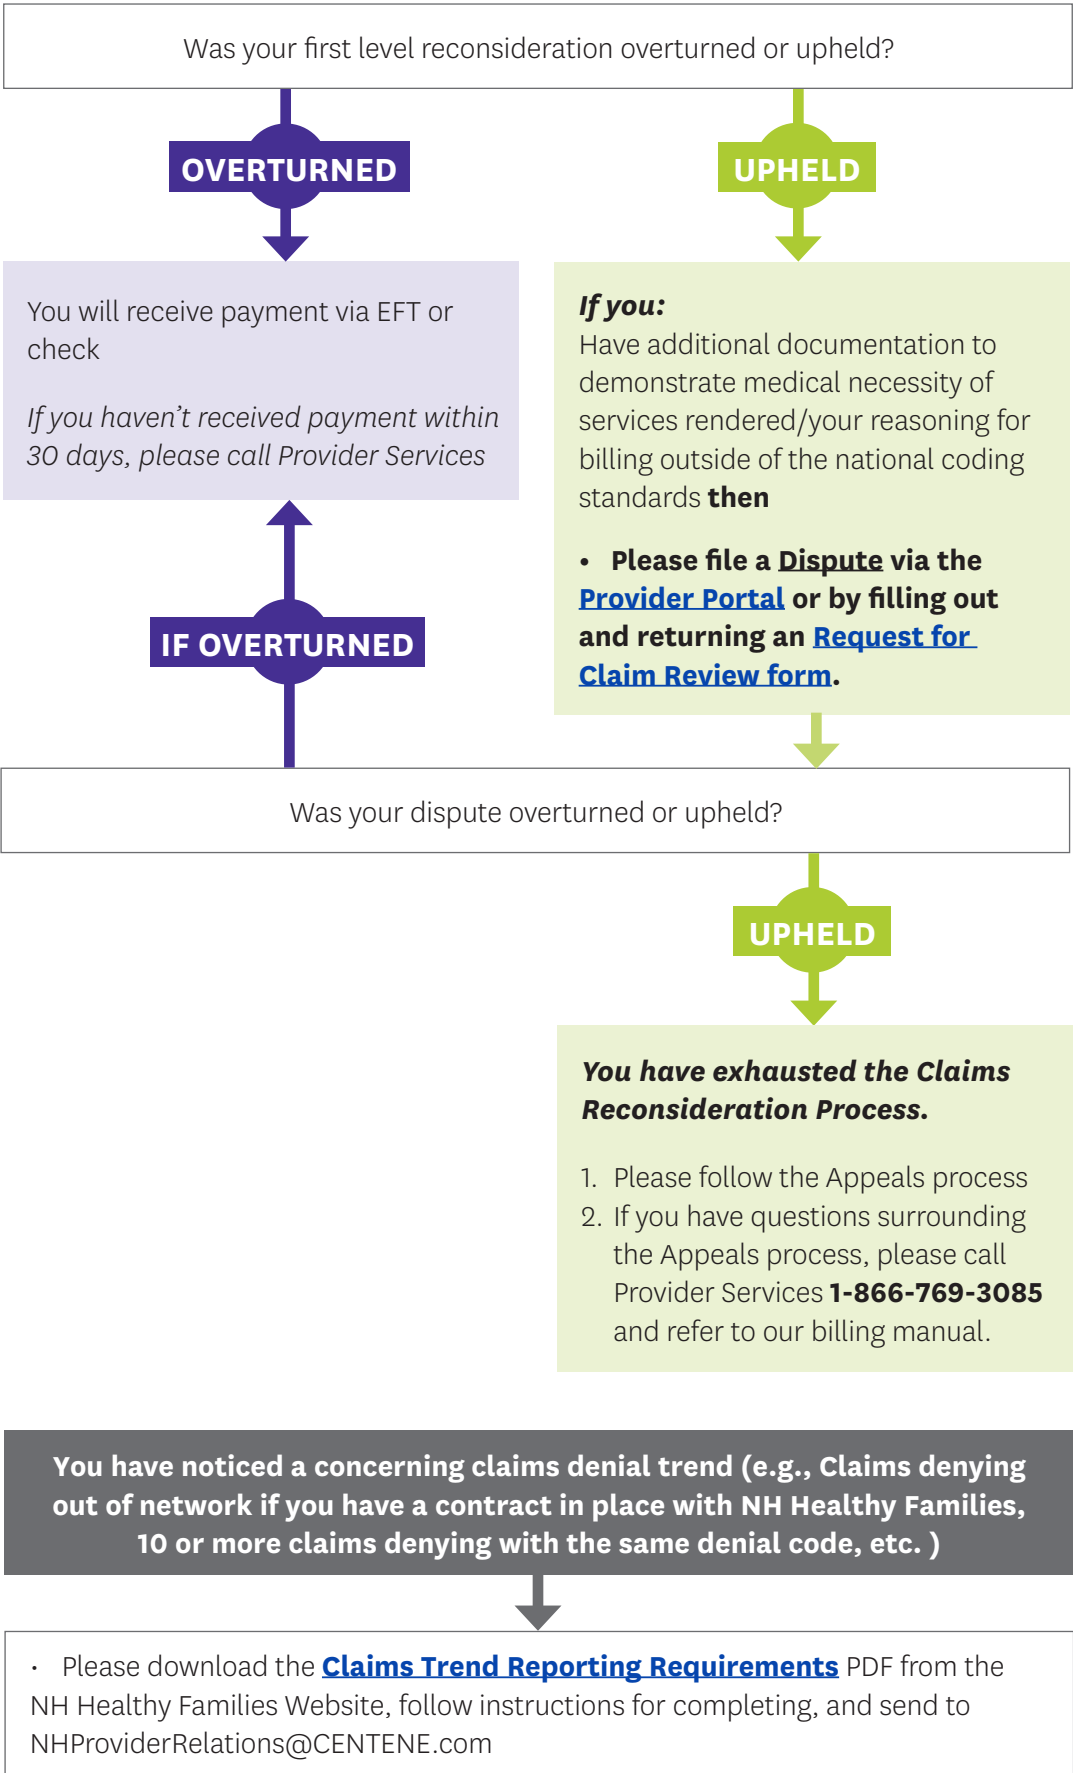 Was your first level reconsideration overturned or upheld?
OVERTURNED
UPHELD
You will receive payment via EFT or
check
If you haven’t received payment within
30 days, please call Provider Services
If you:
Have additional documentation to
demonstrate medical necessity of
services rendered/your reasoning for
billing outside of the national coding
standards then
• Please file a Dispute via the
Provider Portal or by filling out
and returning an Request for
Claim Review form.
IF OVERTURNED
Was your dispute overturned or upheld?
UPHELD
You have exhausted the Claims
Reconsideration Process.
1. Please follow the Appeals process
2. If you have questions surrounding
the Appeals process, please call
Provider Services 1-866-769-3085
and refer to our billing manual.
You have noticed a concerning claims denial trend (e.g., Claims denying
out of network if you have a contract in place with NH Healthy Families,
10 or more claims denying with the same denial code, etc. )
• Please download the Claims Trend Reporting Requirements PDF from the
NH Healthy Families Website, follow instructions for completing, and send to
NHProviderRelations@CENTENE.com